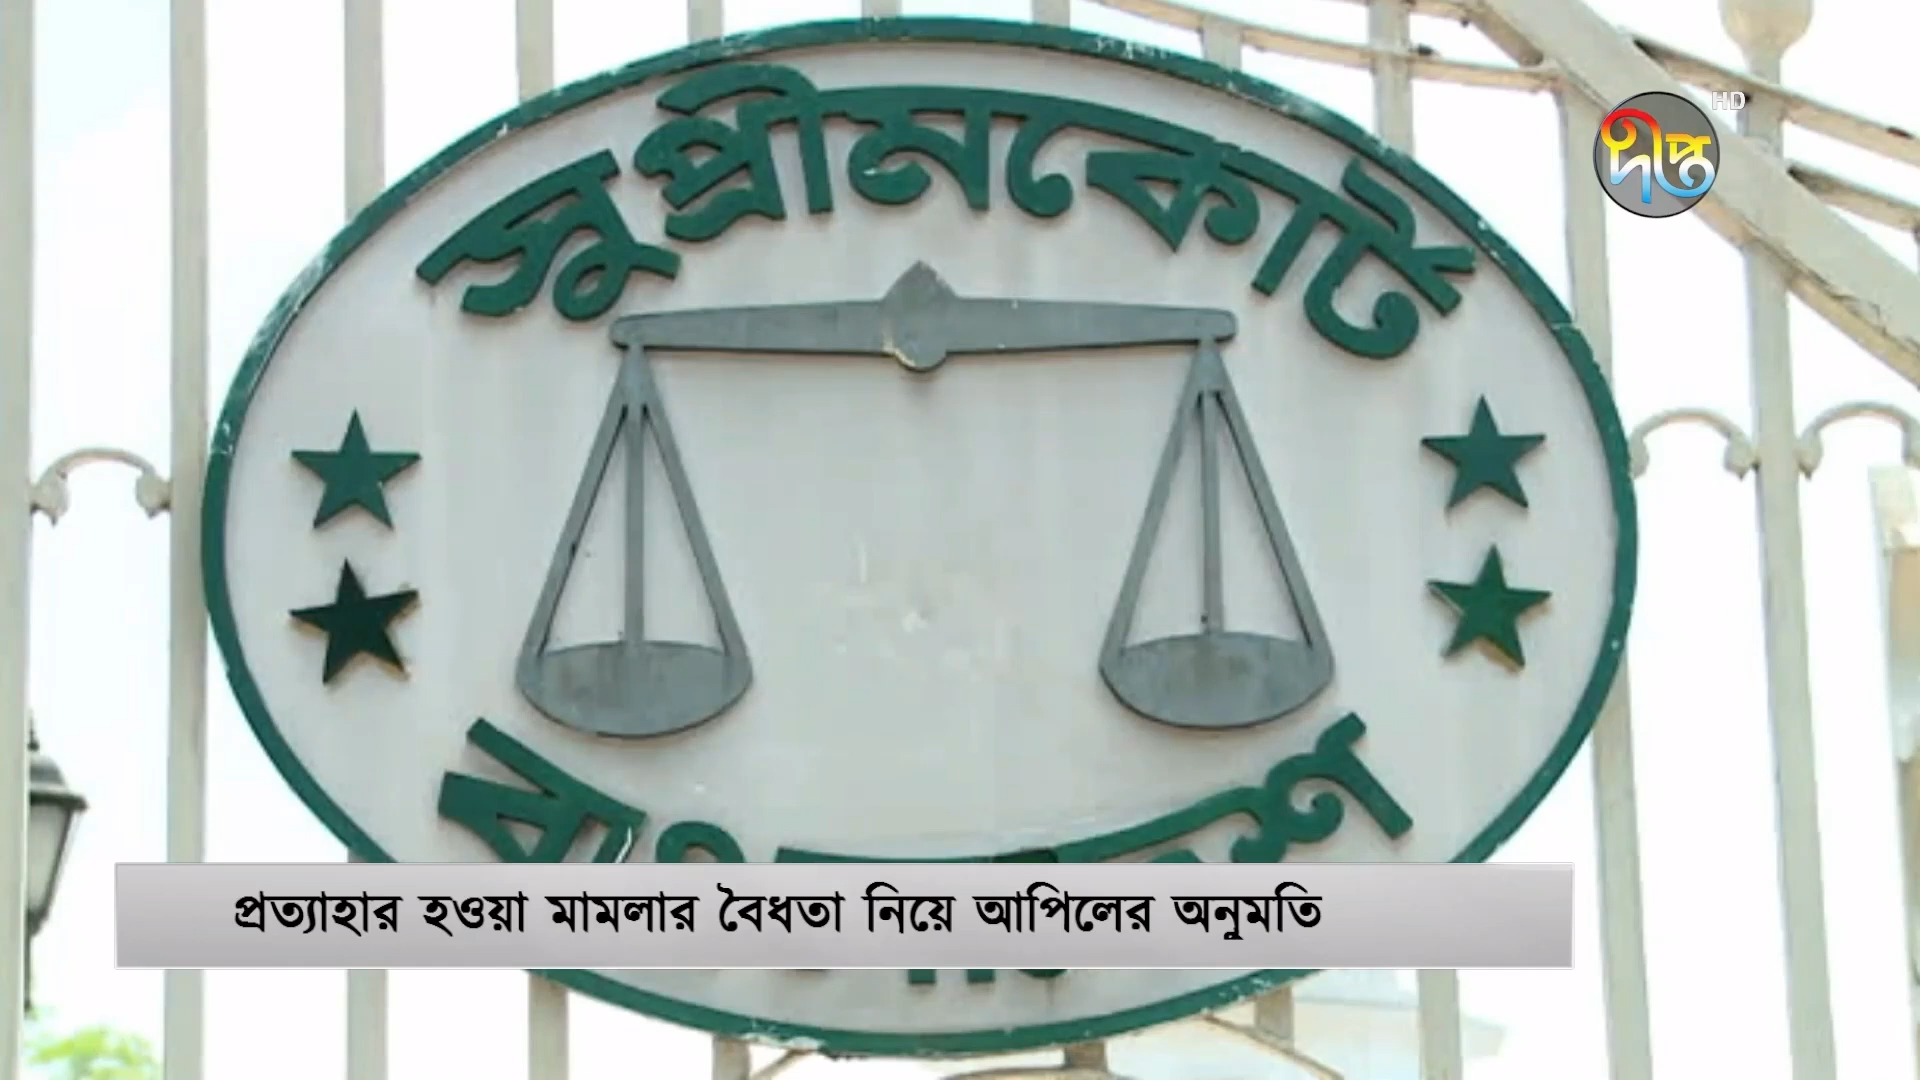 সুপ্রীমকোর্ট
দীপ্ত HD
প্রত্যাহার হওয়া মামলার বৈধতা নিয়ে আপিলের অনুমতি